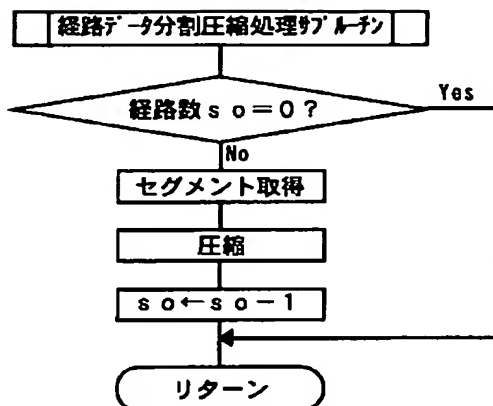 経路ﾃﾞｰﾀ分割圧縮処理ｻﾌﾞﾙｰﾁﾝ
経路数ｓｏ＝０？
Yes
No
セグメント取得
圧縮
ｓｏ←ｓｏ－１
リターン